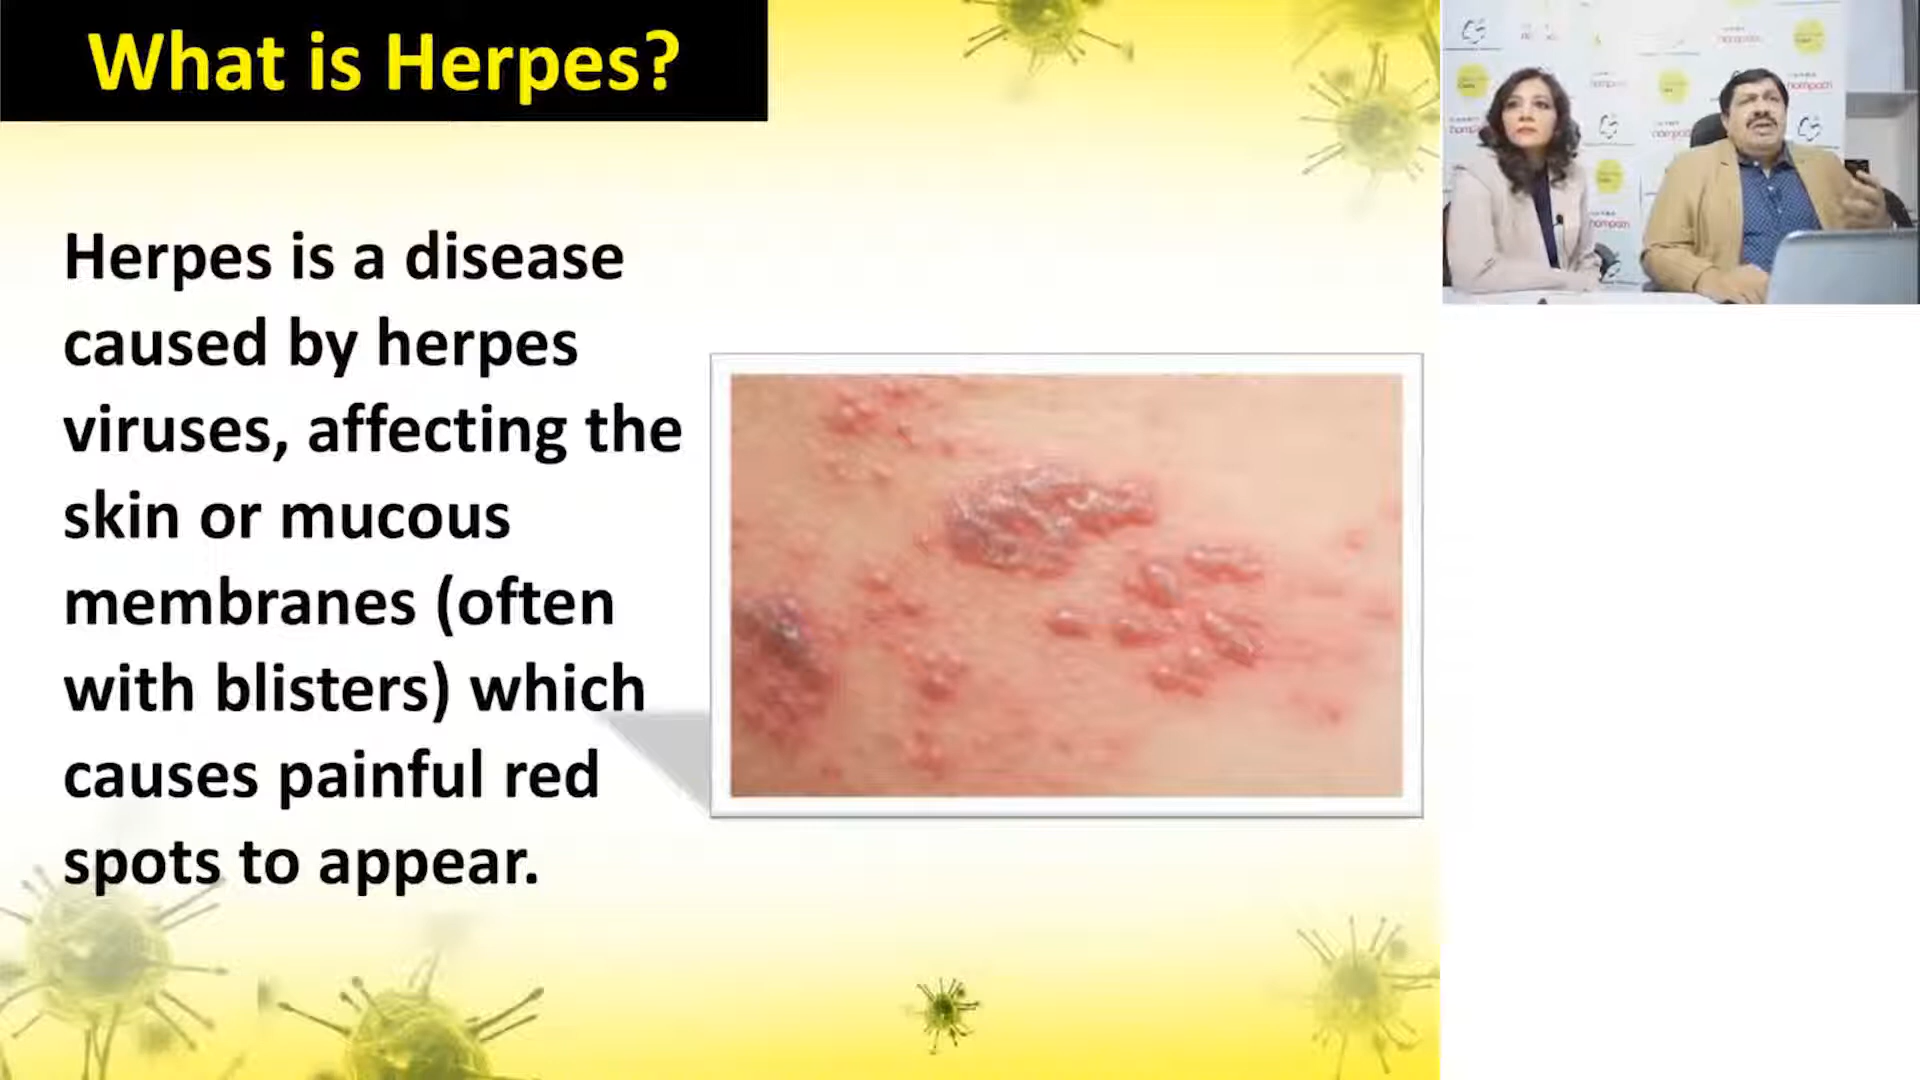 What is Herpes?
Herpes is a disease
caused by herpes
viruses, affecting the
skin or mucous
membranes (often
with blisters) which
causes painful red
spots to appear.